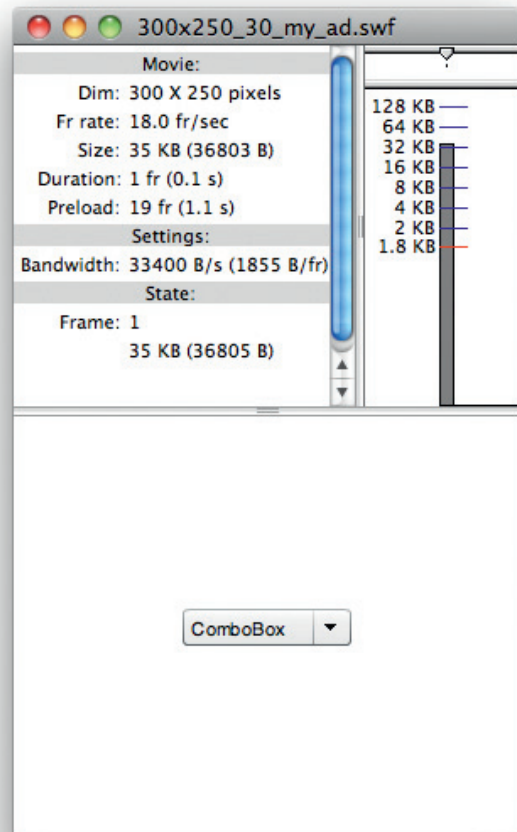 300x250_30_my_ad.swf
Movie:
Dim: 300 X 250 pixels
Fr rate: 18.0 fr/sec
Size: 35 KB (36803 B)
Duration: 1 fr (0.1 s)
Preload: 19 fr (1.1 s)
Settings:
Bandwidth: 33400 B/s (1855 B/fr)
State:
Frame: 1
35 KB (36805 B)
128 KB
64 KB
32 KB
16 KB
8 KB
4 KB
2 KB
1.8 KB
ComboBox